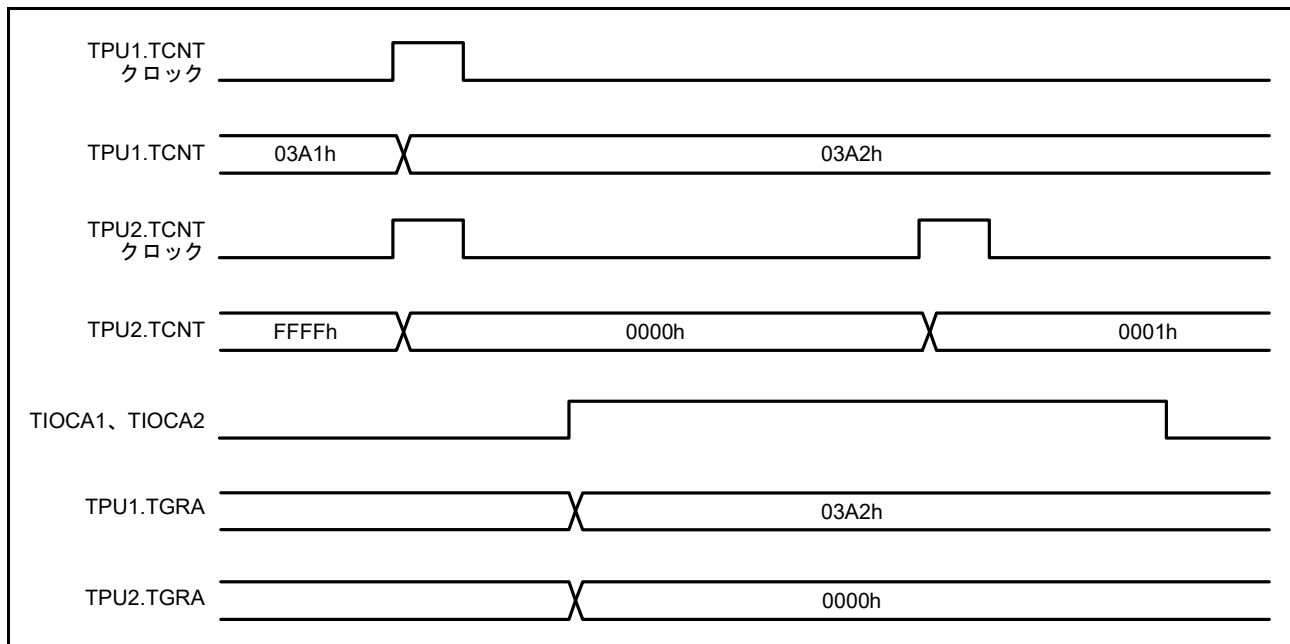 TPU1.TCNT
クロック
TPU1.TCNT
03A1h
03A2h
TPU2.TCNT
クロック
TPU2.TCNT
FFFFh
0000h
0001h
TIOCA1、TIOCA2
TPU1.TGRA
03A2h
TPU2.TGRA
0000h